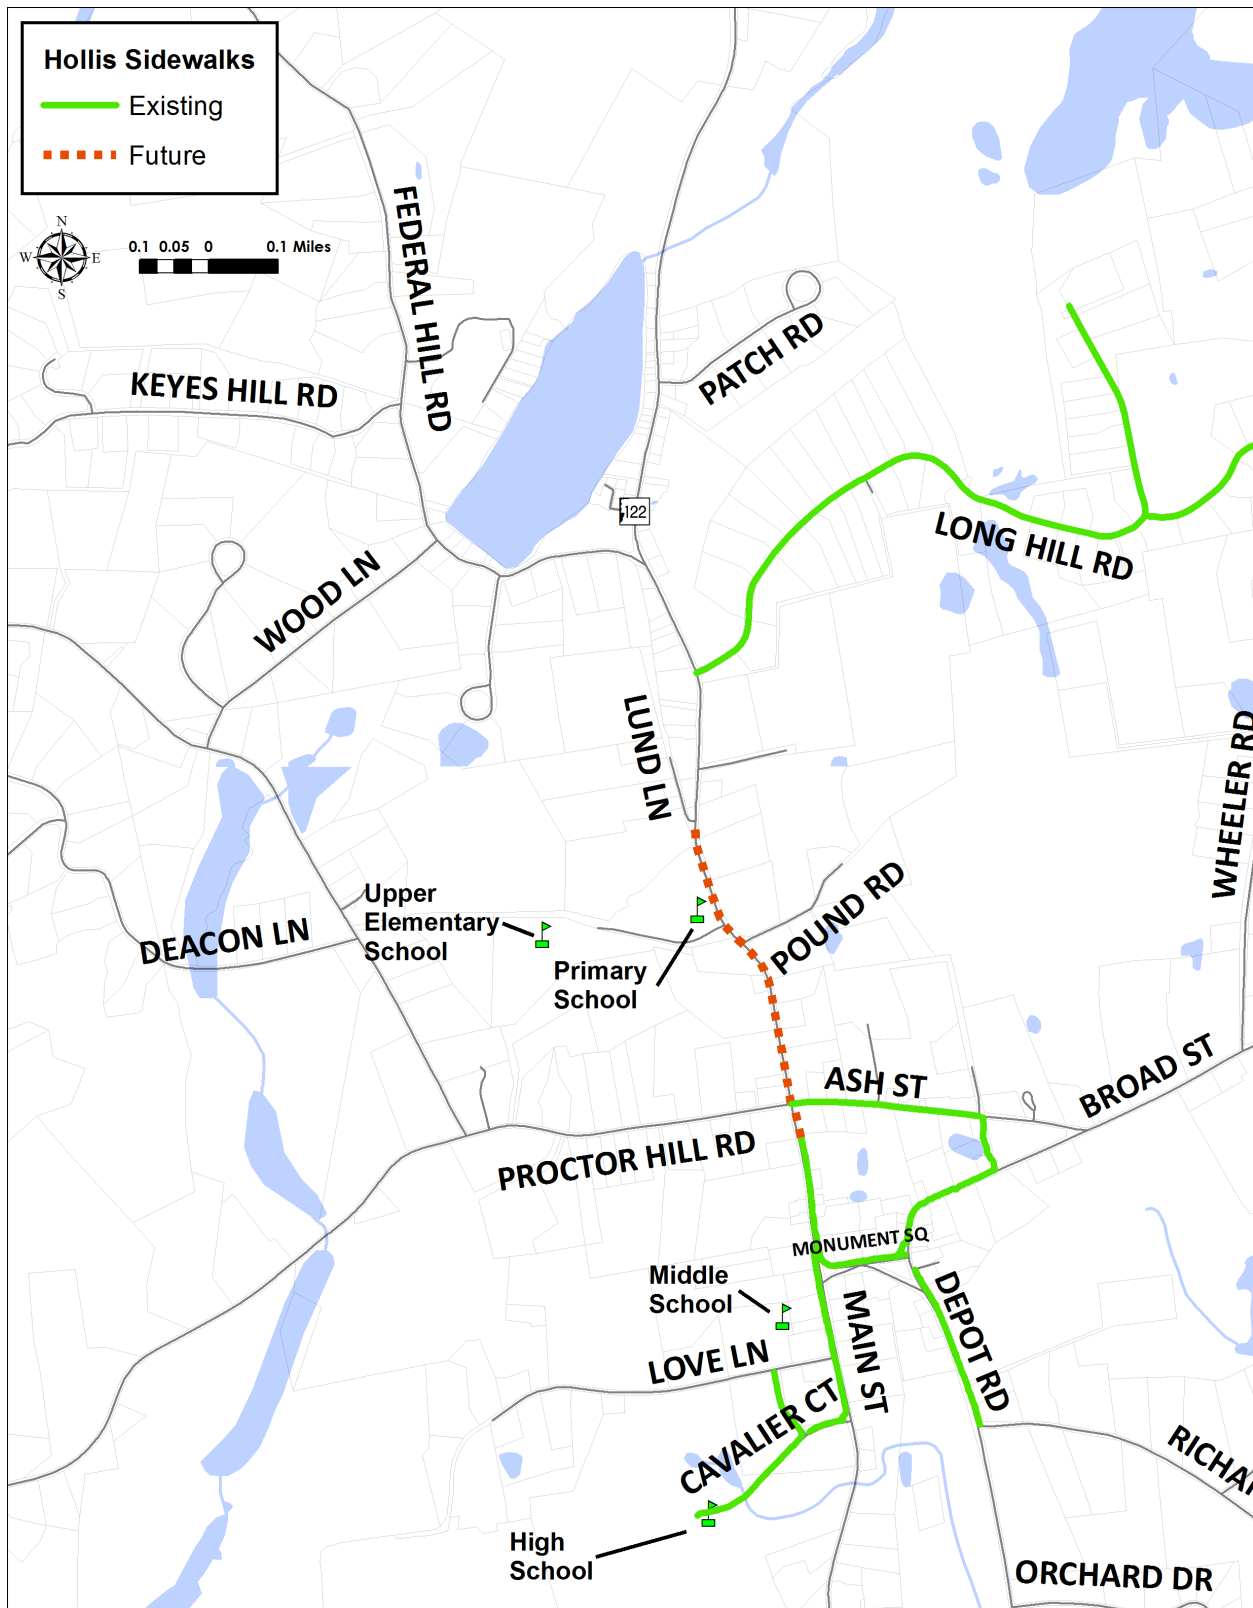 Hollis Sidewalks
Existing
Future
N
W E
S
0.1 0.05 0 0.1 Miles
FEDERAL HILL RD
KEYES HILL RD
PATCH RD
122
LONG HILL RD
WOOD LN
LUND LN
WHEELER RD
Upper
Elementary
School
POUND RD
DEACON LN
Primary
School
ASH ST
BROAD ST
PROCTOR HILL RD
MONUMENT SQ
Middle
School
MAIN ST
DEPOT RD
LOVE LN
CAVALIER CT
RICHA
High
School
ORCHARD DR